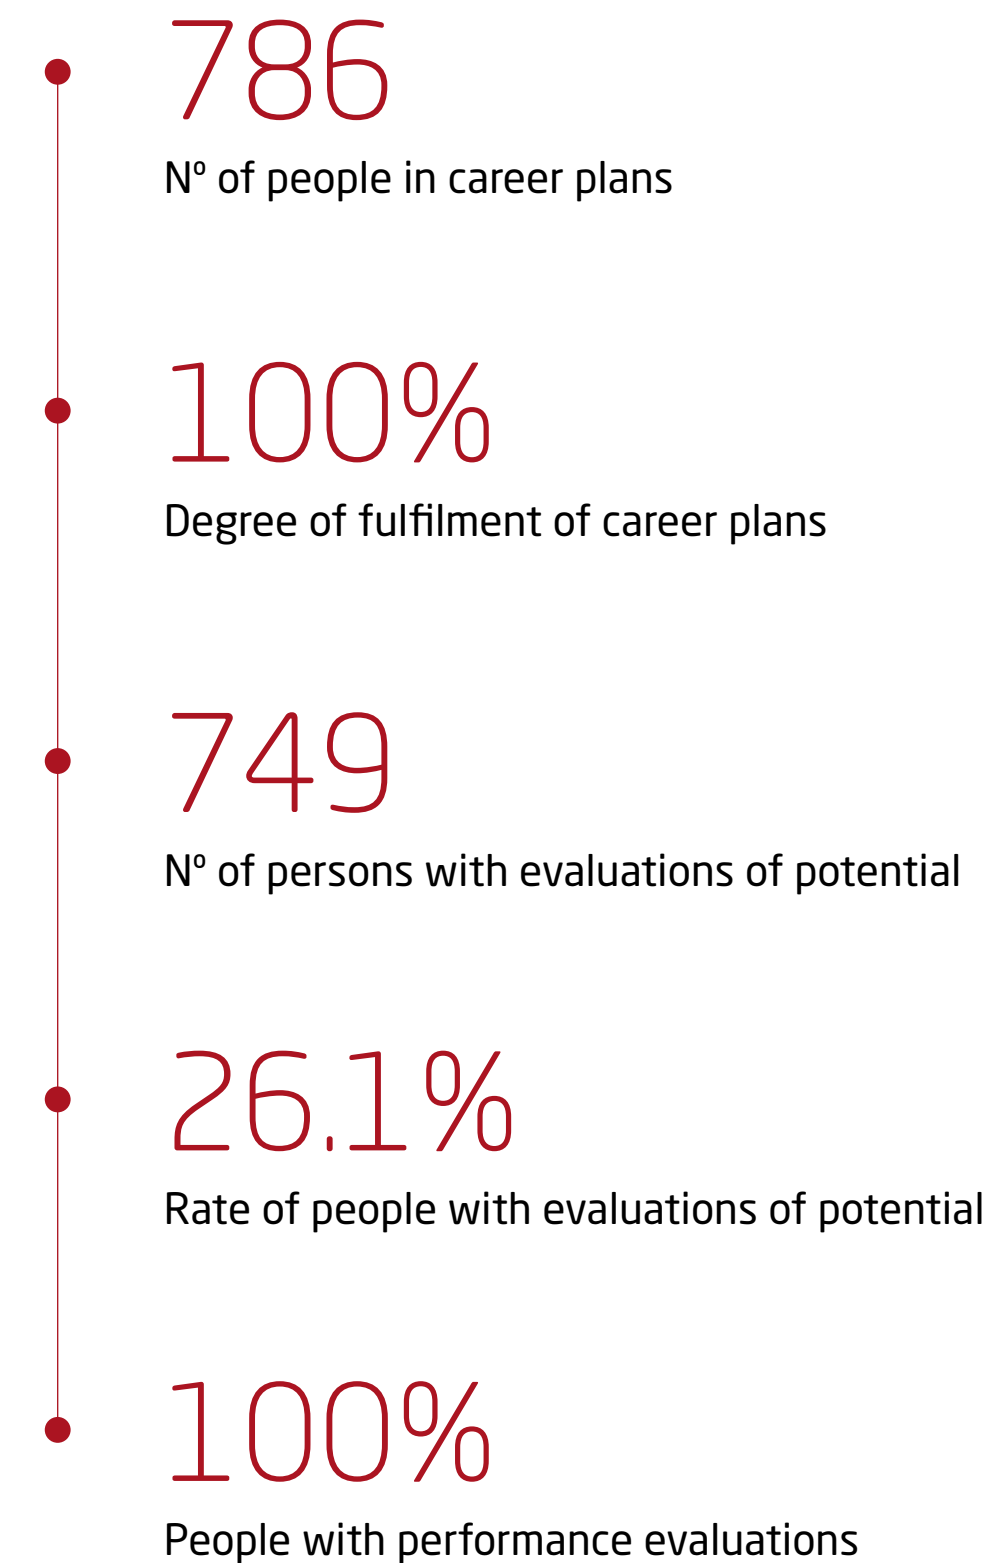 786
Nº of people in career plans
100%
Degree of fulfilment of career plans
749
Nº of persons with evaluations of potential
26.1%
Rate of people with evaluations of potential
100%
People with performance evaluations